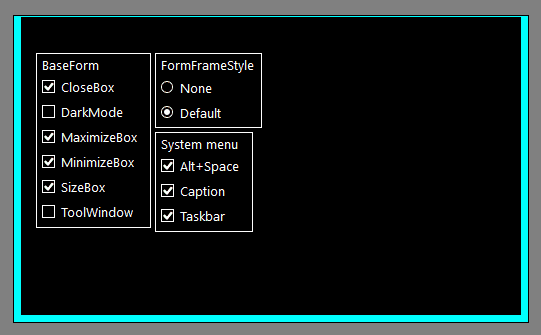 BaseForm
CloseBox
DarkMode
MaximizeBox
MinimizeBox
SizeBox
ToolWindow
FormFrameStyle
None
Default
System menu
Alt+Space
Caption
Taskbar